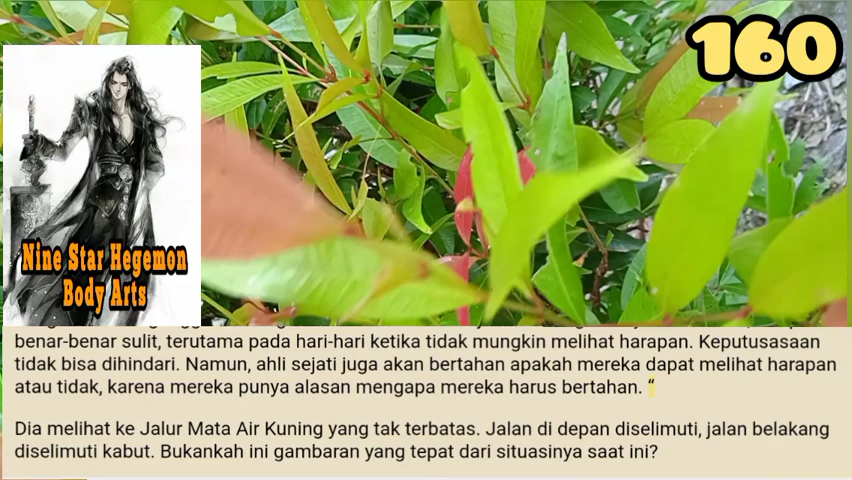 160
Nine Star Hegemon
Body Arts
benar-benar sulit, terutama pada hari-hari ketika tidak mungkin melihat harapan. Keputusasaan
tidak bisa dihindari. Namun, ahli sejati juga akan bertahan apakah mereka dapat melihat harapan
atau tidak, karena mereka punya alasan mengapa mereka harus bertahan. “
Dia melihat ke Jalur Mata Air Kuning yang tak terbatas. Jalan di depan diselimuti, jalan belakang
diselimuti kabut. Bukankah ini gambaran yang tepat dari situasinya saat ini?